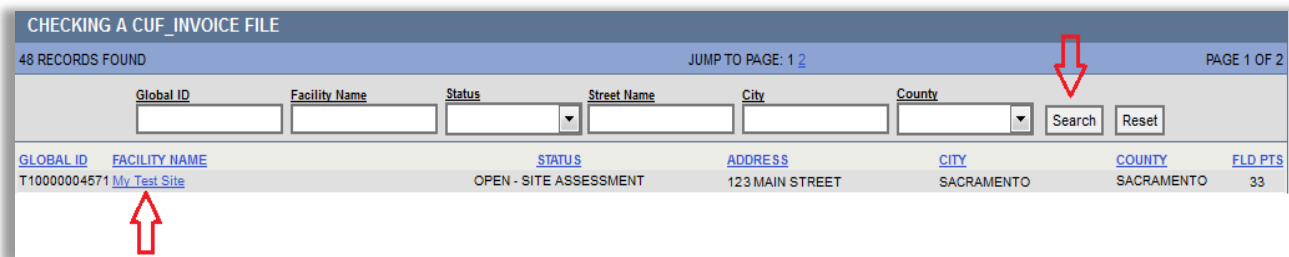 CHECKING A CUF_INVOICE FILE
48 RECORDS FOUND JUMP TO PAGE: 1 2 PAGE 1 OF 2
Global ID Facility Name Status Street Name City County
Search Reset
GLOBAL ID FACILITY NAME STATUS ADDRESS CITY COUNTY FLD PTS
T10000004571 My Test Site OPEN - SITE ASSESSMENT 123 MAIN STREET SACRAMENTO SACRAMENTO 33